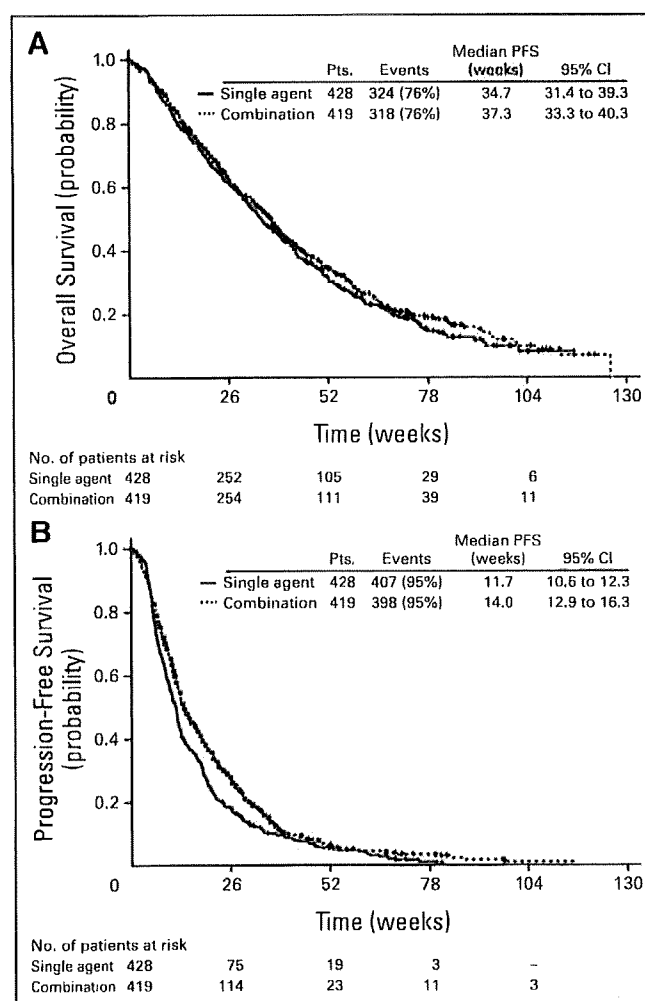 A
Median PFS
Pts. Events (weeks) 95% CI
Single agent 428 324 (76%) 34.7 31.4 to 39.3
Combination 419 318 (76%) 37.3 33.3 to 40.3
Overall Survival (probability)
1.0
0.8
0.6
0.4
0.2
0 26 52 78 104 130
Time (weeks)
No. of patients at risk
Single agent 428 252 105 29 6
Combination 419 254 111 39 11
B
Median PFS
Pts. Events (weeks) 95% CI
Single agent 428 407 (95%) 11.7 10.6 to 12.3
Combination 419 398 (95%) 14.0 12.9 to 16.3
Progression-Free Survival
(probability)
1.0
0.8
0.6
0.4
0.2
0 26 52 78 104 130
Time (weeks)
No. of patients at risk
Single agent 428 75 19 3 –
Combination 419 114 23 11 3